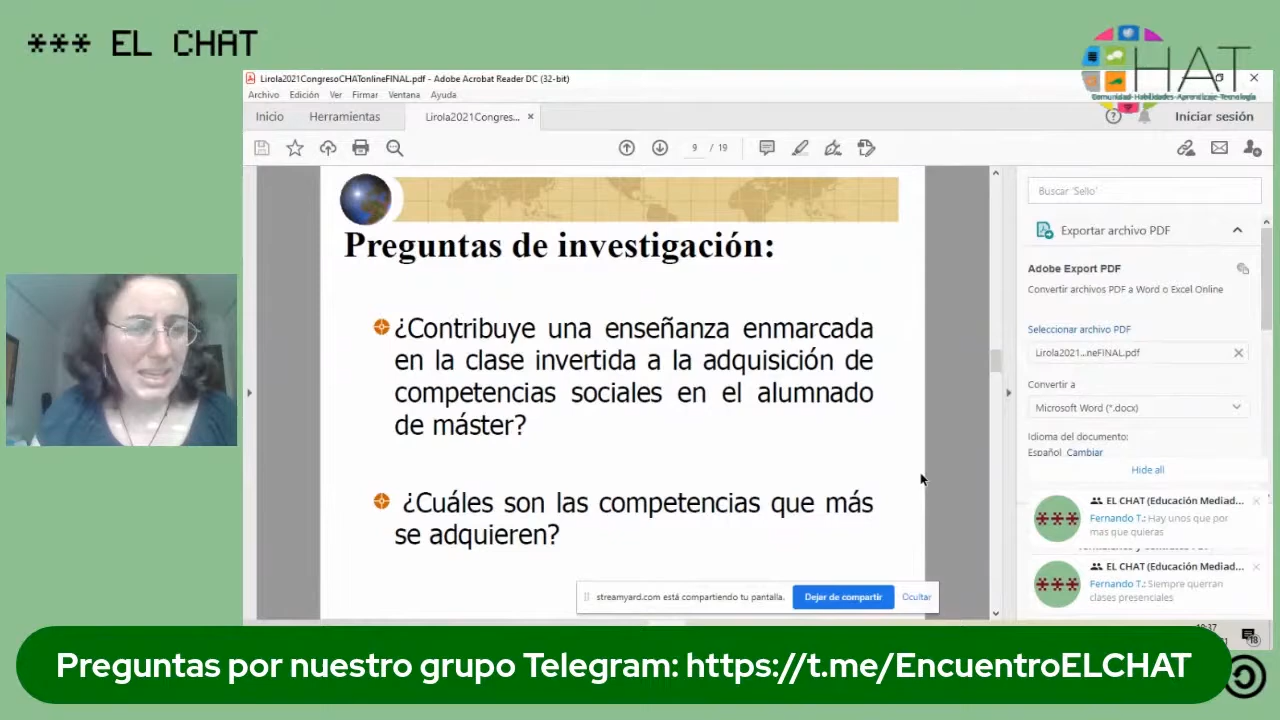 *** EL CHAT
HAT
Comunidad- Habilidades -Aprendizaje- Tecnología
Lirola2021CongresoCHATonlineFINAL.pdf - Adobe Acrobat Reader DC (32-bit)
Archivo Edición Ver Firmar Ventana Ayuda
Inicio Herramientas Lirola2021Congres... × Iniciar sesión
9 / 19
Preguntas de investigación:
¿Contribuye una enseñanza enmarcada
en la clase invertida a la adquisición de
competencias sociales en el alumnado
de máster?
¿Cuáles son las competencias que más
se adquieren?
Buscar 'Sello'
Exportar archivo PDF
Adobe Export PDF
Convertir archivos PDF a Word o Excel Online
Seleccionar archivo PDF
Lirola2021...neFINAL.pdf
Convertir a
Microsoft Word (*.docx)
Idioma del documento:
Español Cambiar
Hide all
EL CHAT (Educación Mediad...
Fernando T.: Hay unos que por
mas que quieras
***
EL CHAT (Educación Mediad...
Fernando T.: Siempre querran
clases presenciales
***
streamyard.com está compartiendo tu pantalla. Dejar de compartir Ocultar
18
Preguntas por nuestro grupo Telegram: https://t.me/EncuentroELCHAT